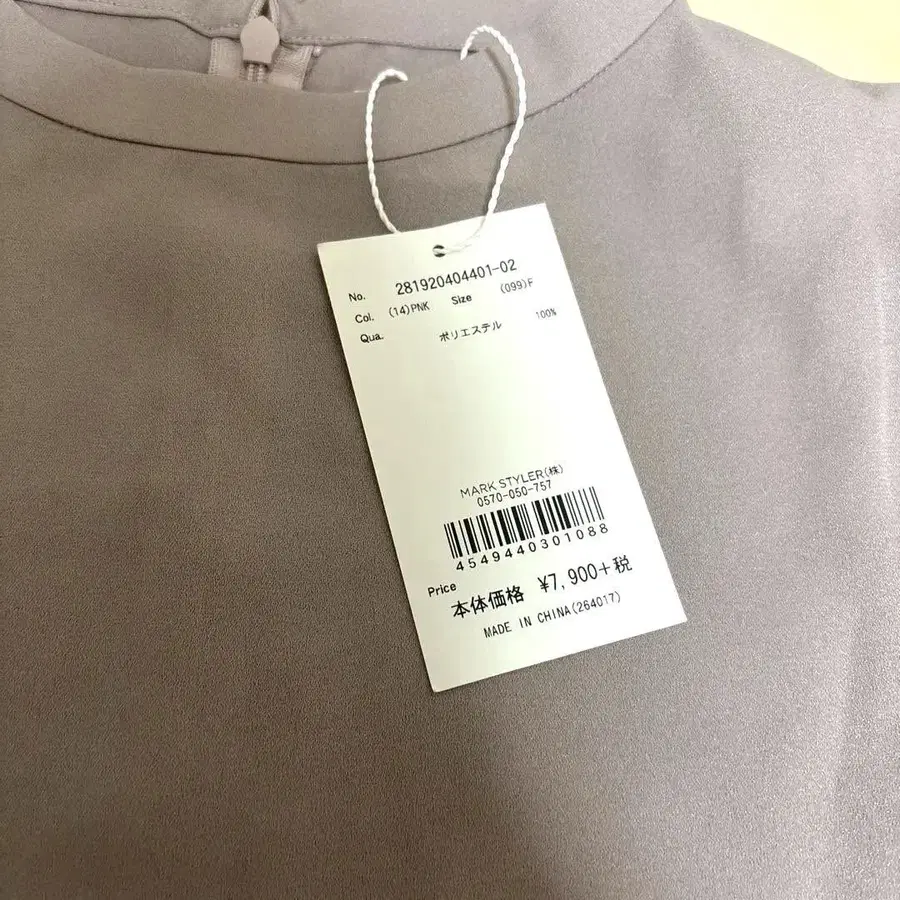 No. 281920404401-02
Col. (14)PNK Size (099)F
Qua. ポリエステル 100%
MARK STYLER(株)
0570-050-757
4549440301088
Price
本体価格 ¥7,900+税
MADE IN CHINA(264017)